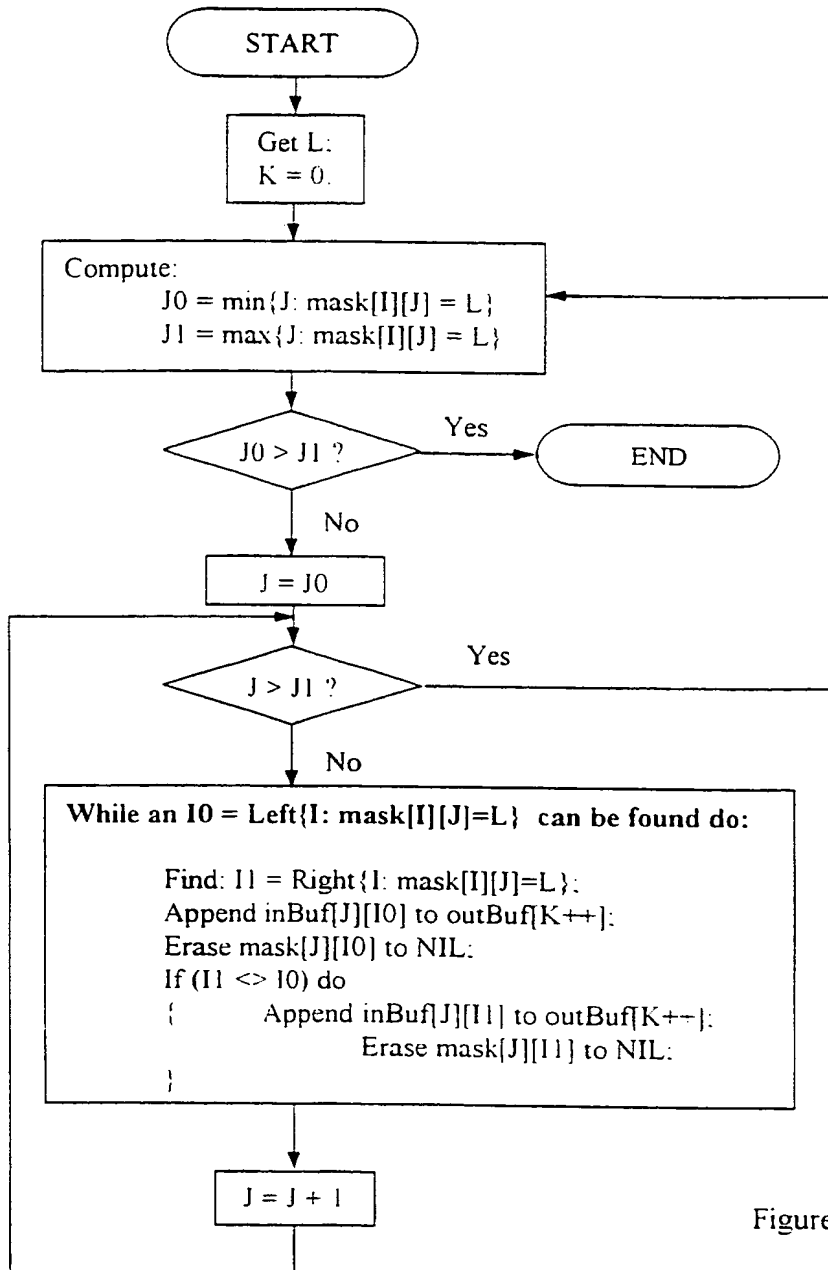 START
Get L:
K = 0.
Compute:
J0 = min{J: mask[I][J] = L}
J1 = max{J: mask[I][J] = L}
J0 > J1 ?
Yes
END
No
J = J0
J > J1 ?
Yes
No
While an I0 = Left{I: mask[I][J]=L} can be found do:
Find: I1 = Right{I: mask[I][J]=L};
Append inBuf[J][I0] to outBuf[K++];
Erase mask[J][I0] to NIL;
If (I1 <> I0) do
{ Append inBuf[J][I1] to outBuf[K++];
Erase mask[J][I1] to NIL;
}
J = J + 1
Figure